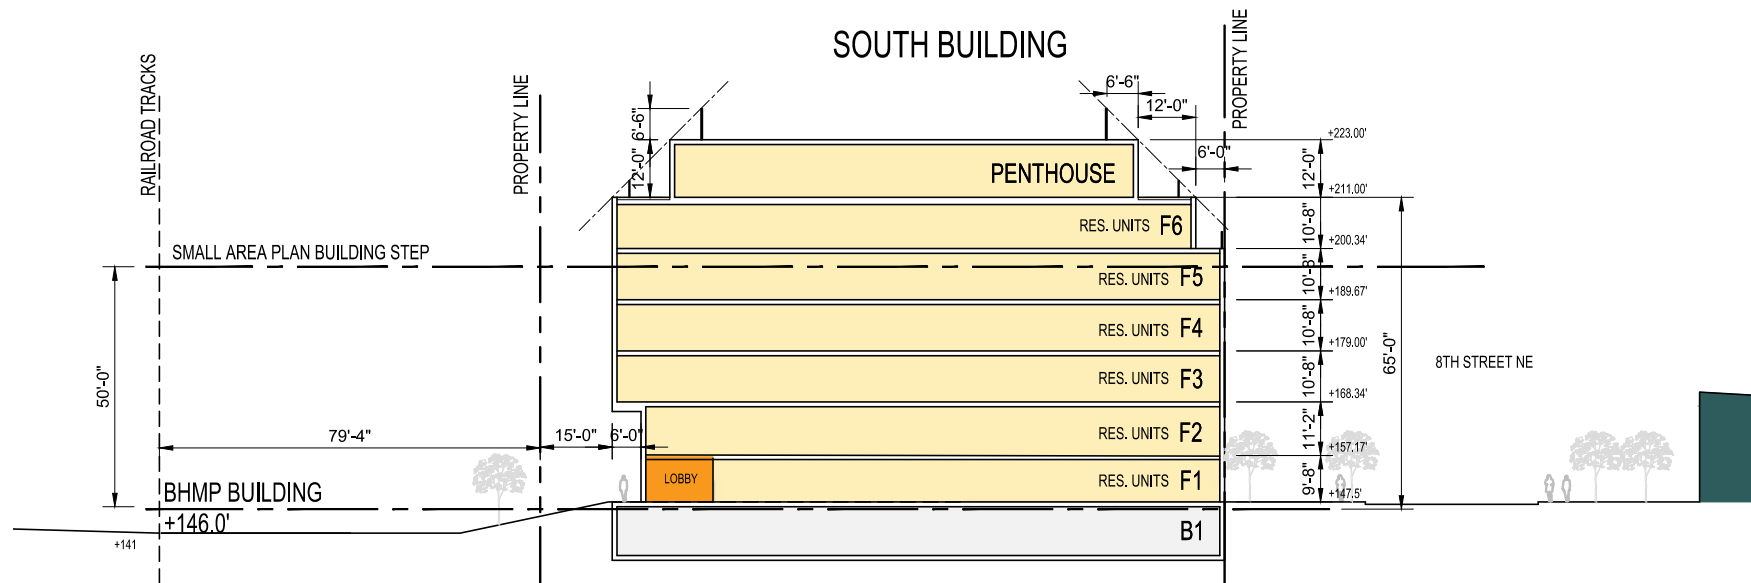 SOUTH BUILDING
RAILROAD TRACKS
PROPERTY LINE
PROPERTY LINE
6'-6"
12'-0"
6'-6"
12'-0"
6'-0"
+223.00'
12'-0"
PENTHOUSE
+211.00'
RES. UNITS F6
10'-8"
+200.34'
SMALL AREA PLAN BUILDING STEP
RES. UNITS F5
10'-8"
+189.67'
RES. UNITS F4
10'-8"
+179.00'
50'-0"
65'-0"
8TH STREET NE
RES. UNITS F3
10'-8"
+168.34'
79'-4"
15'-0"
6'-0"
RES. UNITS F2
11'-2"
+157.17'
LOBBY
RES. UNITS F1
9'-8"
+147.5'
BHMP BUILDING
+146.0'
+141
B1